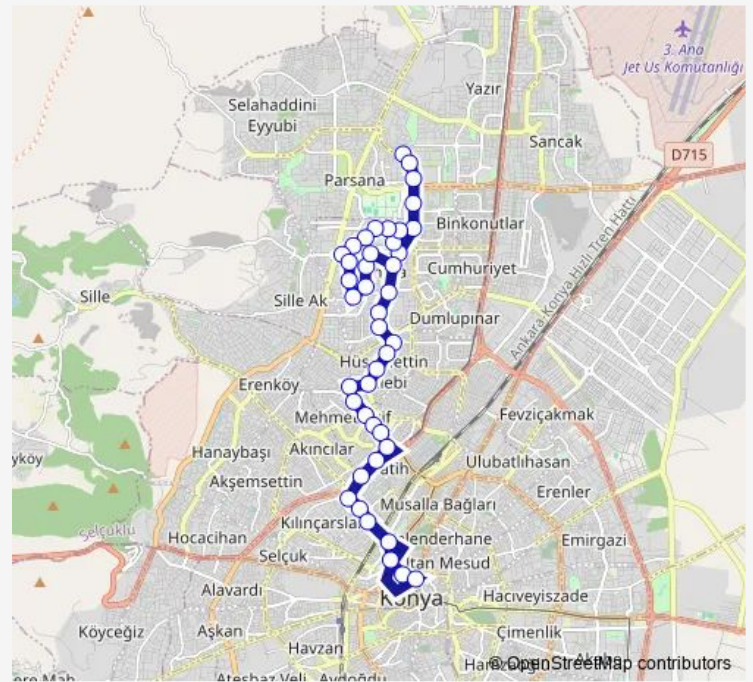 3. Ana
Jet Us Komutanlığı
Yazır
Selahaddini
Eyyubi
Sancak
D715
Parsana
Binkonutlar
Cumhuriyet
Sille
Sille Ak
Dumlupınar
Ankara Konya Hızlı Tren Hattı
Erenköy
Fevziçakmak
Hanaybaşı
Akıncılar
yköy
Ulubatlıhasan
Akşemsettin
Erenler
Musalla Bağları
Selçuklu
Hocacihan
Kılınçarsla
Emirgazi
Selçuk
Alavardı
Hacıveyiszade
Konya
Köyceğiz
Aşkan
Çimenlik
Havzan
© OpenStreetMap contributors